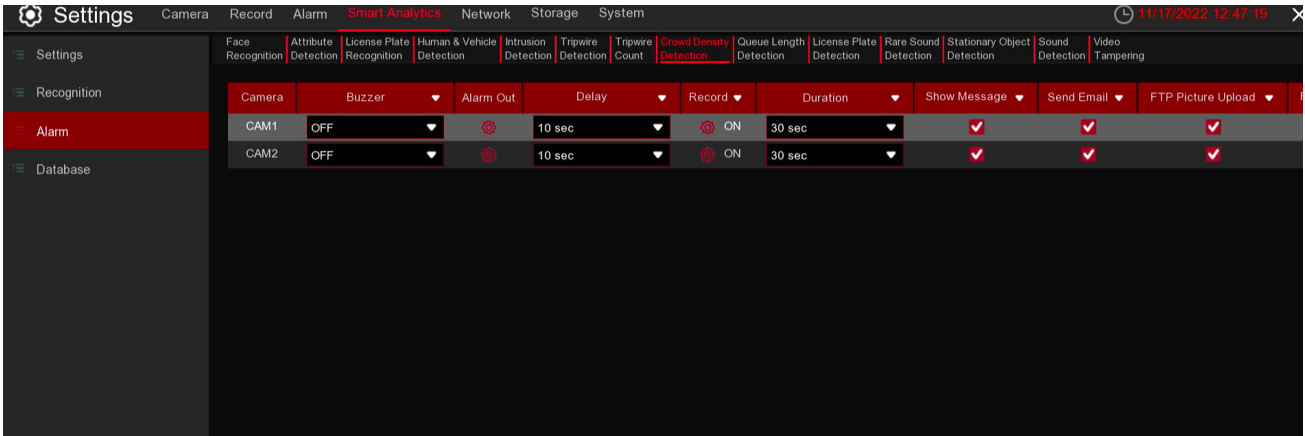 Settings Camera Record Alarm Smart Analytics Network Storage System 11/17/2022 12:47:19
Face Attribute License Plate Human & Vehicle Intrusion Tripwire Tripwire Crowd Density Queue Length License Plate Rare Sound Stationary Object Sound Video
Recognition Detection Recognition Detection Detection Detection Count Detection Detection Detection Detection Detection Detection Tampering
Settings
Recognition
Alarm
Database
Camera Buzzer Alarm Out Delay Record Duration Show Message Send Email FTP Picture Upload
CAM1 OFF 10 sec ON 30 sec
CAM2 OFF 10 sec ON 30 sec